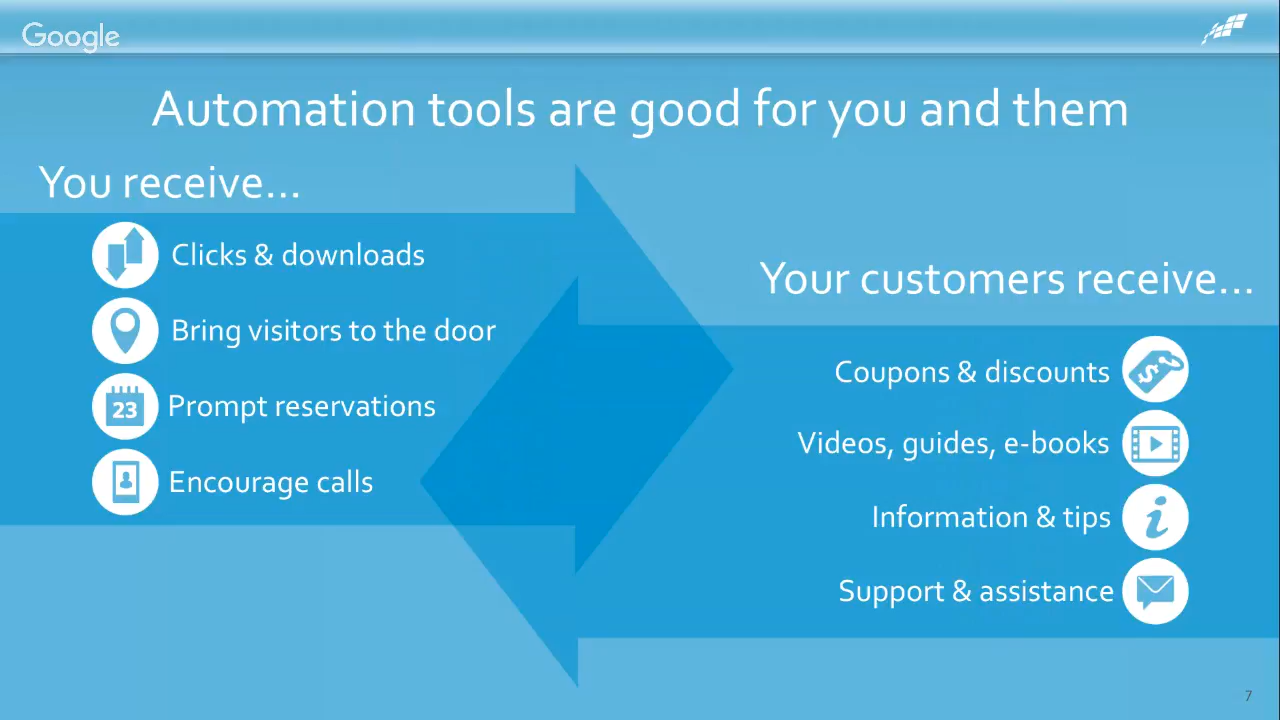 Google
Automation tools are good for you and them
You receive...
Clicks & downloads
Bring visitors to the door
Prompt reservations
23
Encourage calls
Your customers receive...
Coupons & discounts
$
Videos, guides, e-books
Information & tips
i
Support & assistance
7